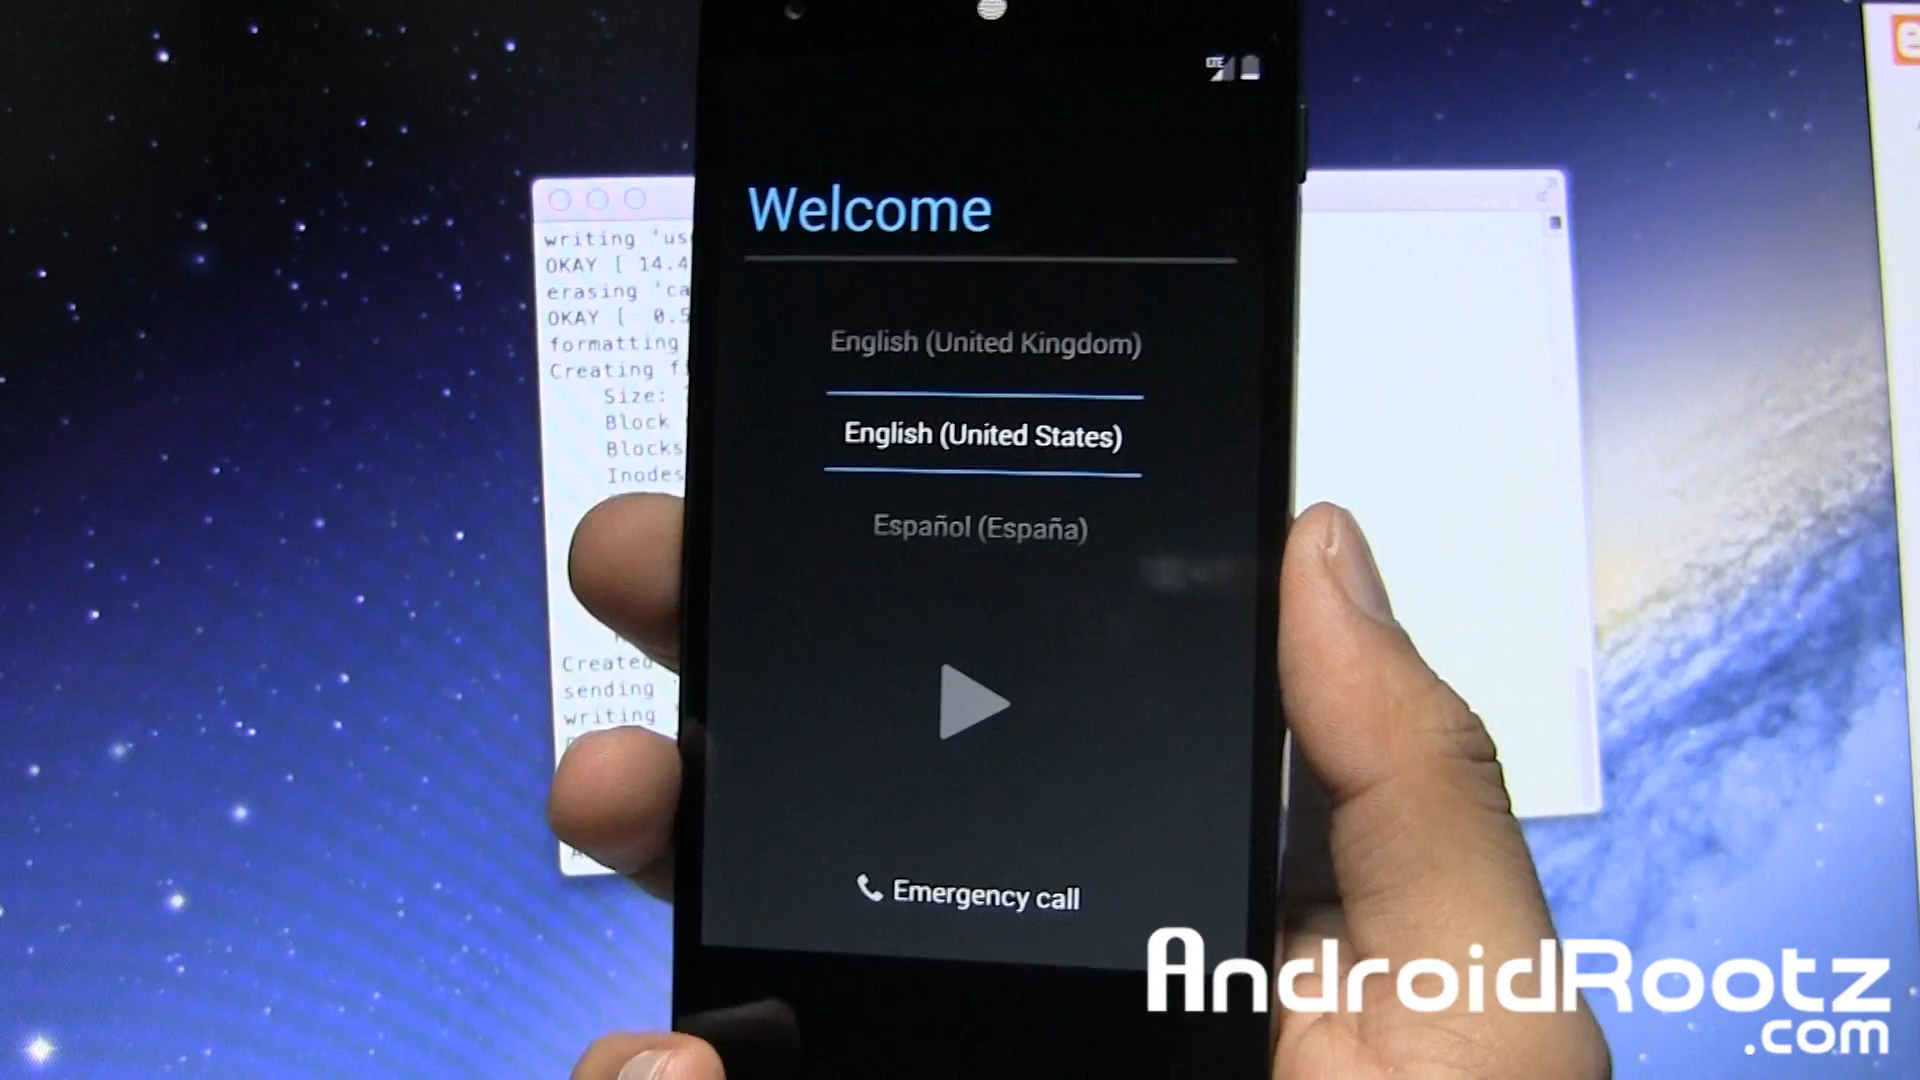 LTE
Welcome
English (United Kingdom)
English (United States)
Español (España)
Emergency call
writing 'us
OKAY [ 14.4
erasing 'ca
OKAY [ 0.5
formatting
Creating f
Size:
Block
Blocks
Inodes
Created
sending '
writing '
AndroidRootz
.com